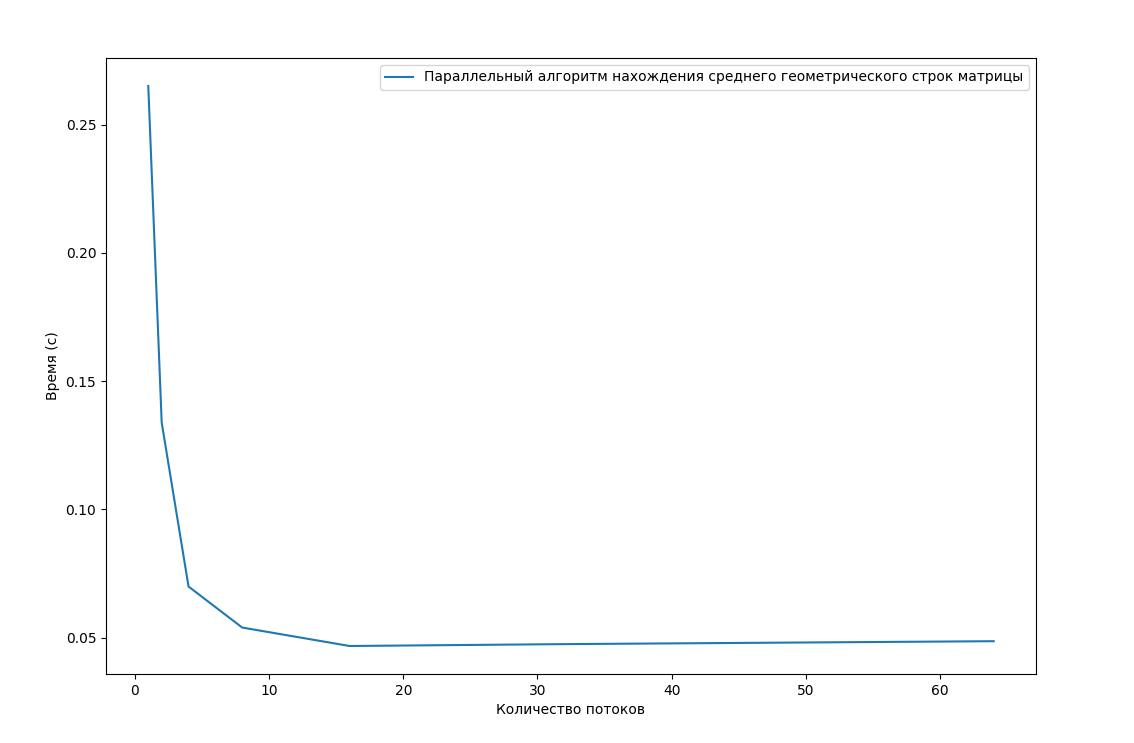 Параллельный алгоритм нахождения среднего геометрического строк матрицы
0.25
0.20
0.15
0.10
0.05
Время (с)
0 10 20 30 40 50 60
Количество потоков